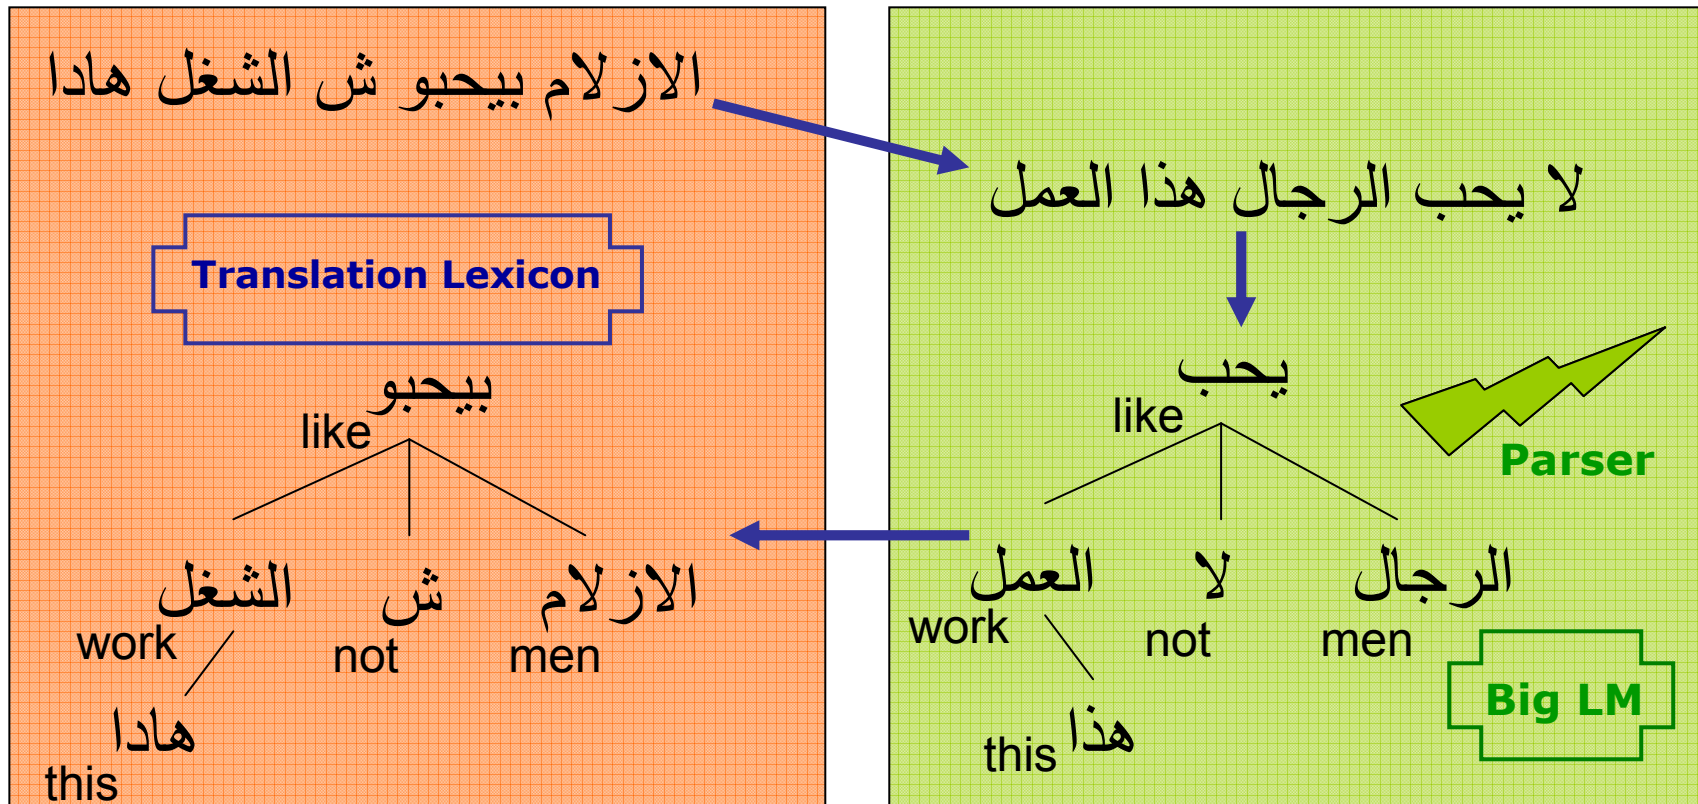 الازلام بيحبو ش الشغل هادا
Translation Lexicon
بيحبو
like
الشغل ش الازلام
work not men
هادا
this
لا يحب الرجال هذا العمل
يحب
like
Parser
العمل لا الرجال
work not men
هذا
this
Big LM